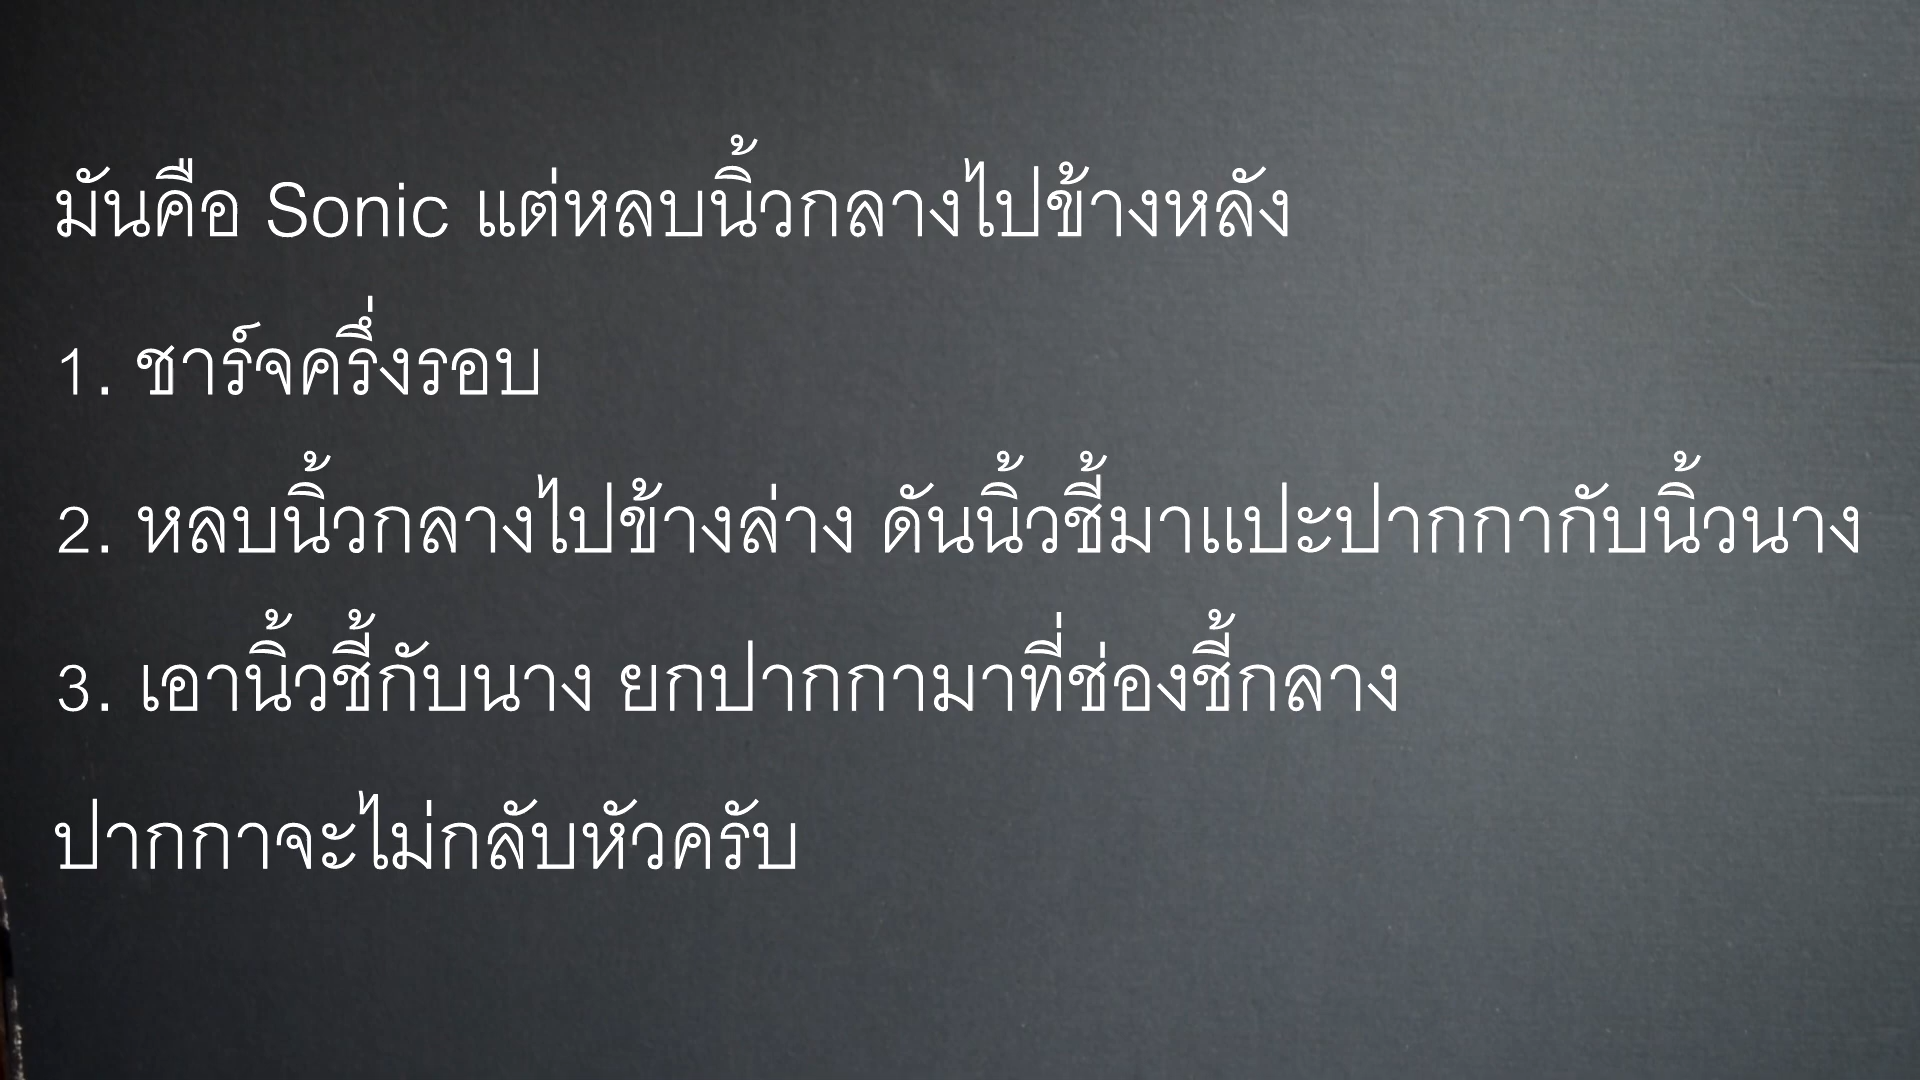 มันคือ Sonic แต่หลบนิ้วกลางไปข้างหลัง
1. ชาร์จครึ่งรอบ
2. หลบนิ้วกลางไปข้างล่าง ดันนิ้วชี้มาแปะปากกากับนิ้วนาง
3. เอานิ้วชี้กับนาง ยกปากกามาที่ช่องชี้กลาง
ปากกาจะไม่กลับหัวครับ